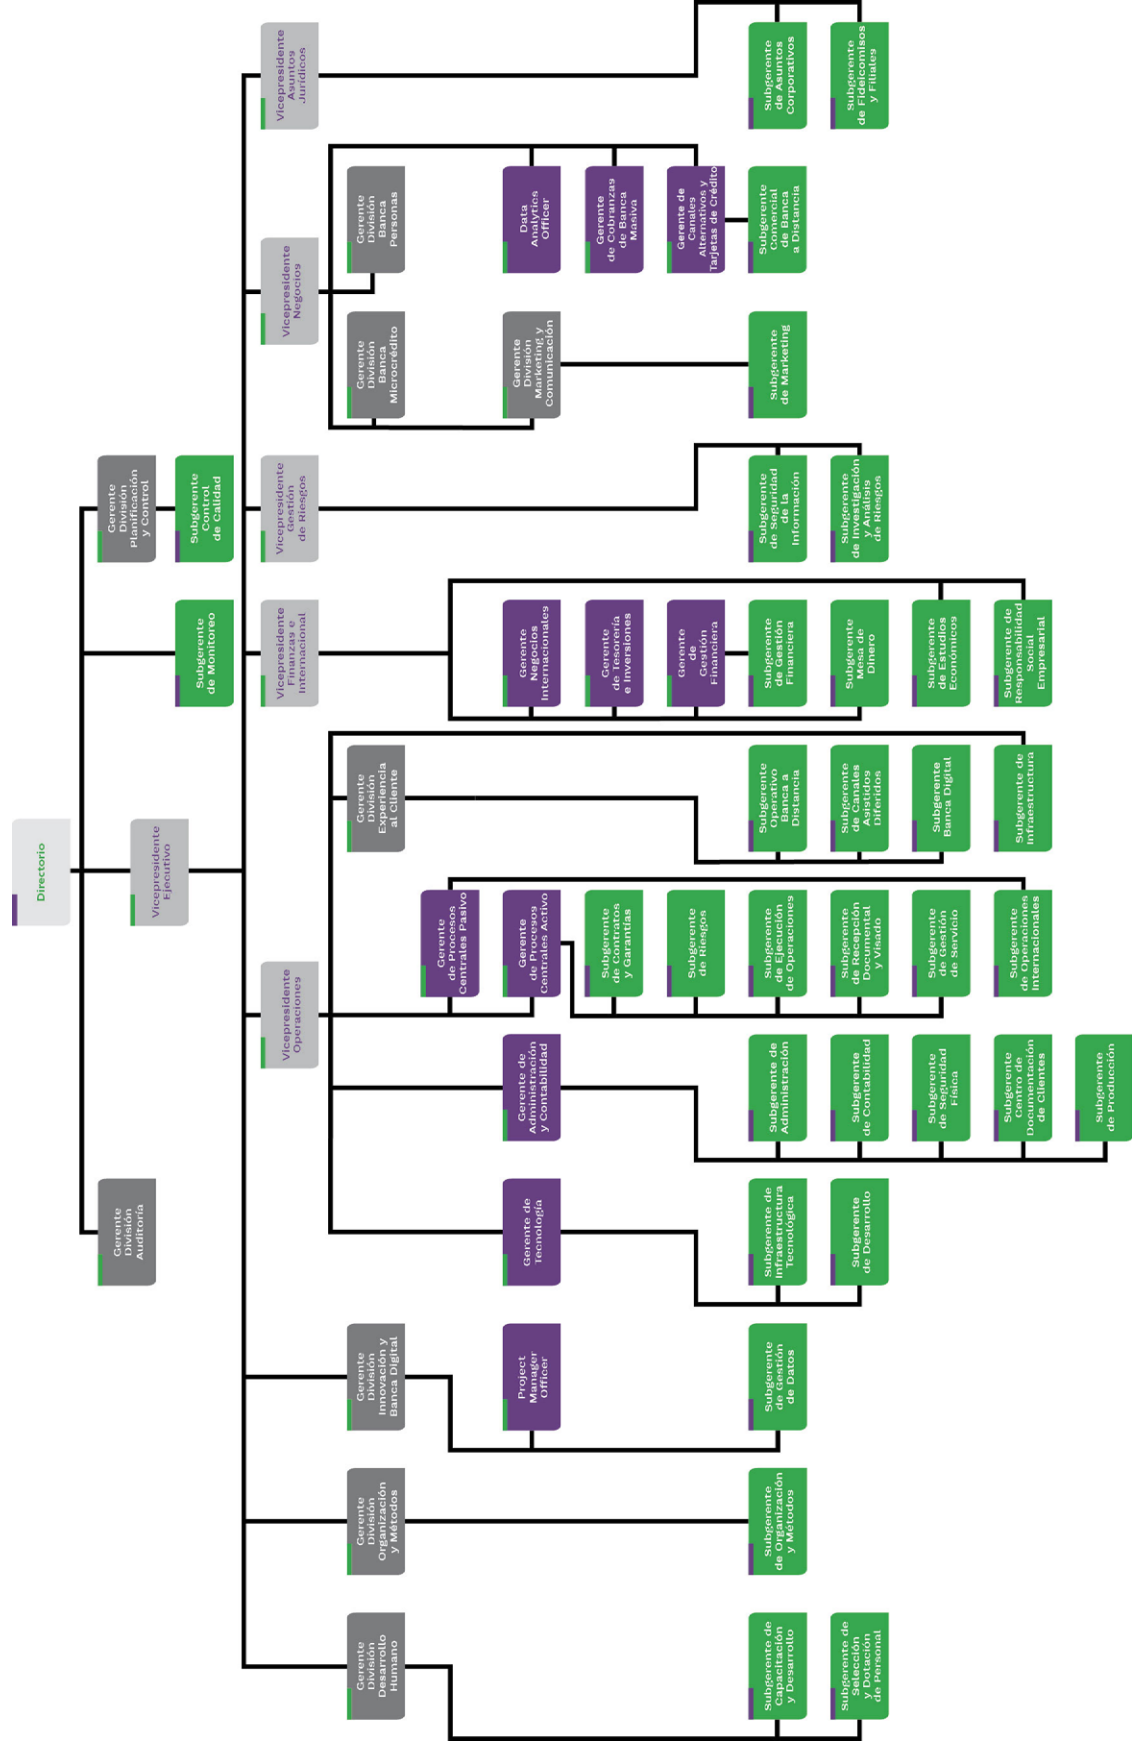 Directorio
Vicepresidente
Ejecutivo
Gerente
División
Auditoría
Subgerente
de Monitoreo
Gerente
División
Planificación
y Control
Subgerente
Control
de Calidad
Gerente
División
Desarrollo
Humano
Subgerente de
Capacitación
y Desarrollo
Subgerente de
Selección
y Dotación
de Personal
Gerente
División
Organización
y Métodos
Subgerente
de Organización
y Métodos
Gerente
División
Innovación y
Banca Digital
Project
Manager
Officer
Subgerente
de Gestión
de Datos
Vicepresidente
Operaciones
Gerente de
Tecnología
Subgerente de
Infraestructura
Tecnológica
Subgerente
de Desarrollo
Gerente de
Administración
y Contabilidad
Subgerente de
Administración
Subgerente
de Contabilidad
Subgerente
de Seguridad
Física
Subgerente
Centro de
Documentación
de Clientes
Subgerente
de Producción
Gerente
de Procesos
Centrales Pasivo
Gerente
de Procesos
Centrales Activo
Subgerente
de Contratos
y Garantías
Subgerente
de Riesgos
Subgerente
de Ejecución
de Operaciones
Subgerente
de Recepción
Documental
y Visado
Subgerente
de Gestión
de Servicio
Subgerente
de Operaciones
Internacionales
Gerente
División
Experiencia
al Cliente
Subgerente
Operativo
Banca a
Distancia
Subgerente
de Canales
Asistidos
Diferidos
Subgerente
Banca Digital
Subgerente de
Infraestructura
Vicepresidente
Finanzas e
Internacional
Gerente
Negocios
Internacionales
Gerente
de Tesorería
e Inversiones
Gerente
de
Gestión
Financiera
Subgerente
de Gestión
Financiera
Subgerente
Mesa de
Dinero
Subgerente
de Estudios
Económicos
Subgerente de
Responsabilidad
Social
Empresarial
Vicepresidente
Gestión
de Riesgos
Subgerente
de Seguridad
de la
Información
Subgerente
de Investigación
y Análisis
de Riesgos
Vicepresidente
Negocios
Gerente
División
Banca
Microcrédito
Gerente
División
Marketing y
Comunicación
Subgerente
de Marketing
Gerente
División
Banca
Personas
Data
Analytics
Officer
Gerente
de Cobranzas
de Banca
Masiva
Gerente de
Canales
Alternativos y
Tarjetas de Crédito
Subgerente
Comercial
de Banca
a Distancia
Vicepresidente
Asuntos
Jurídicos
Subgerente
de Asuntos
Corporativos
Subgerente
de Fideicomisos
y Filiales